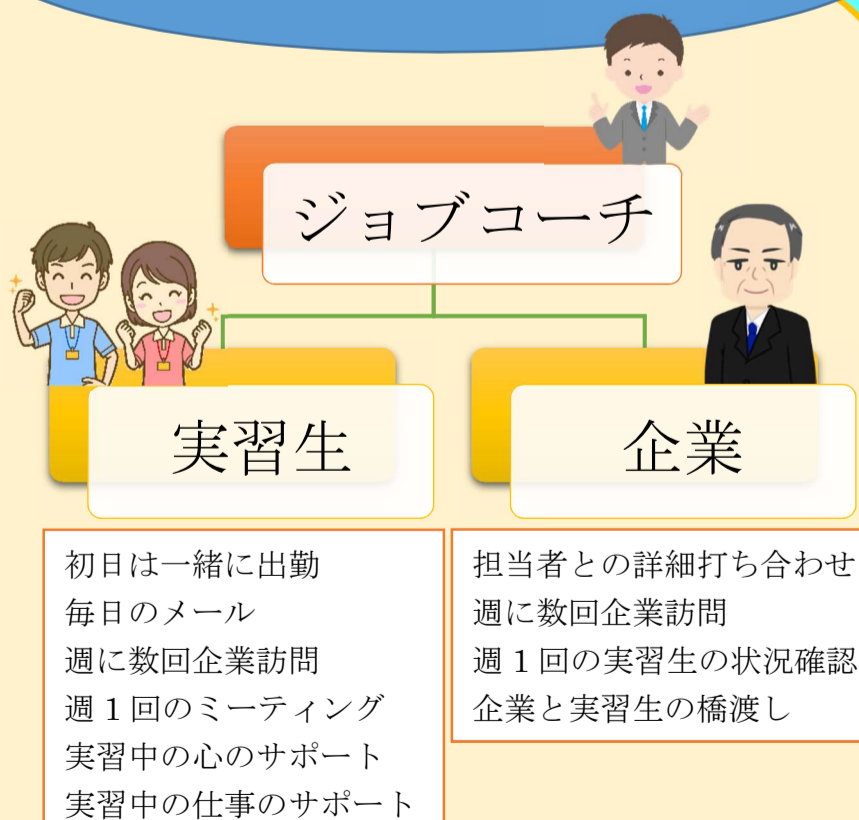 ジョブコーチ
実習生
企業
初日は一緒に出勤
毎日のメール
週に数回企業訪問
週 1 回のミーティング
実習中の心のサポート
実習中の仕事のサポート
担当者との詳細打ち合わせ
週に数回企業訪問
週 1 回の実習生の状況確認
企業と実習生の橋渡し